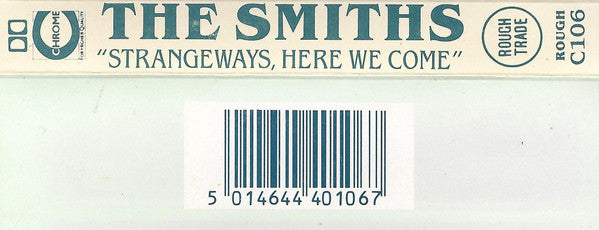 CHROME
THE SMITHS
"STRANGEWAYS, HERE WE COME"
ROUGH
TRADE
ROUGH
C106
5 014644 401067